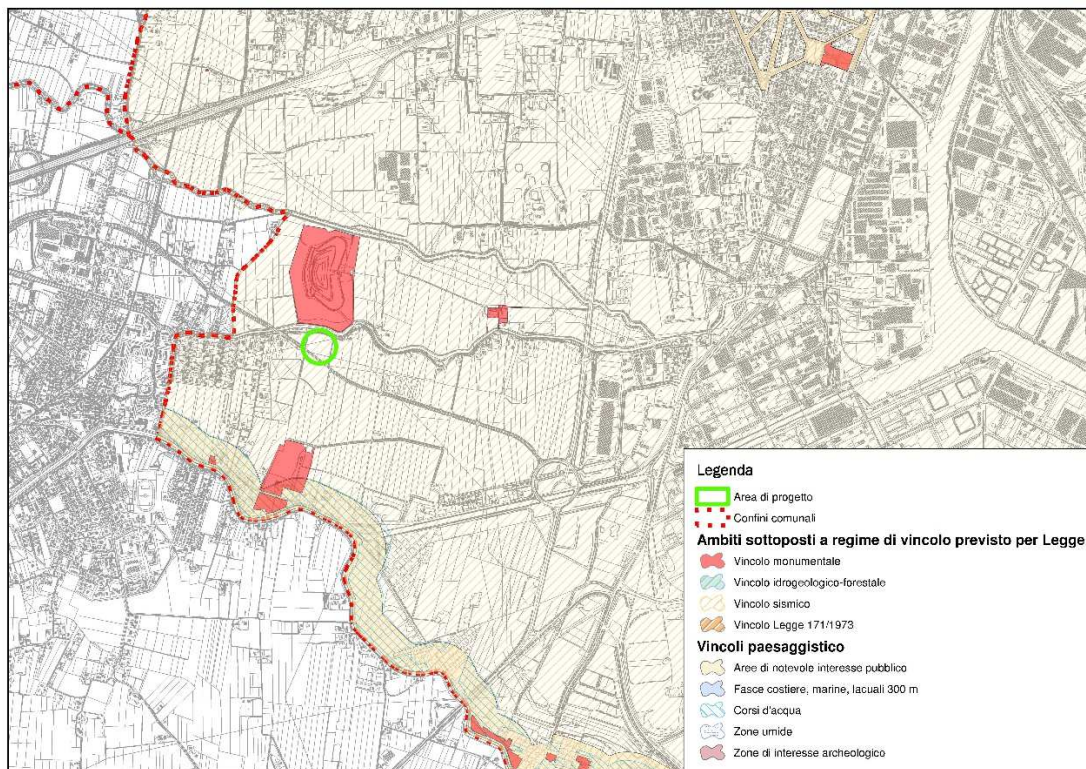 Legenda
Area di progetto
Confini comunali
Ambiti sottoposti a regime di vincolo previsto per Legge
Vincolo monumentale
Vincolo idrogeologico-forestale
Vincolo sismico
Vincolo Legge 171/1973
Vincoli paesaggistico
Aree di notevole interesse pubblico
Fasce costiere, marine, lacuali 300 m
Corsi d'acqua
Zone umide
Zone di interesse archeologico